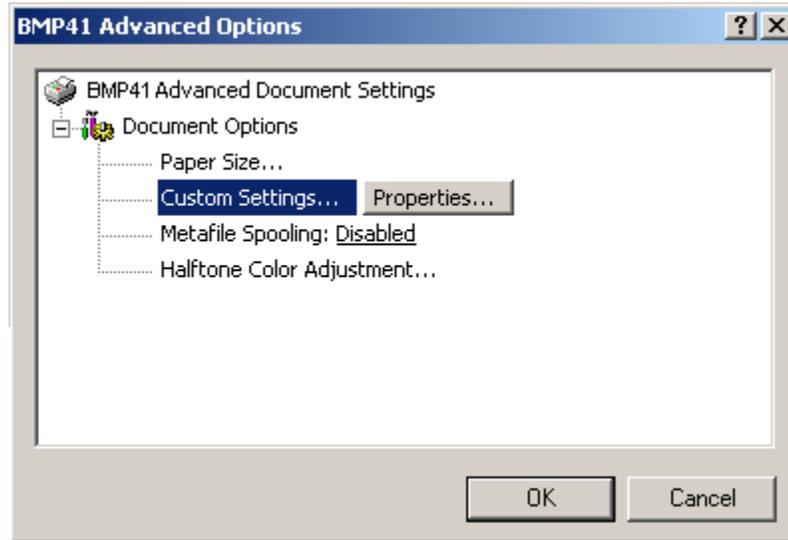 BMP41 Advanced Options
BMP41 Advanced Document Settings
Document Options
Paper Size...
Custom Settings... Properties...
Metafile Spooling: Disabled
Halftone Color Adjustment...
OK Cancel